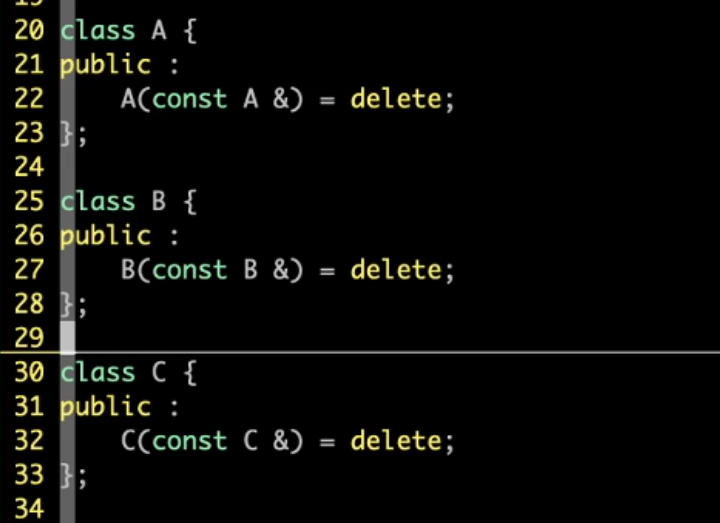 20 class A {
21 public :
22     A(const A &) = delete;
23 };
24
25 class B {
26 public :
27     B(const B &) = delete;
28 };
29
30 class C {
31 public :
32     C(const C &) = delete;
33 };
34